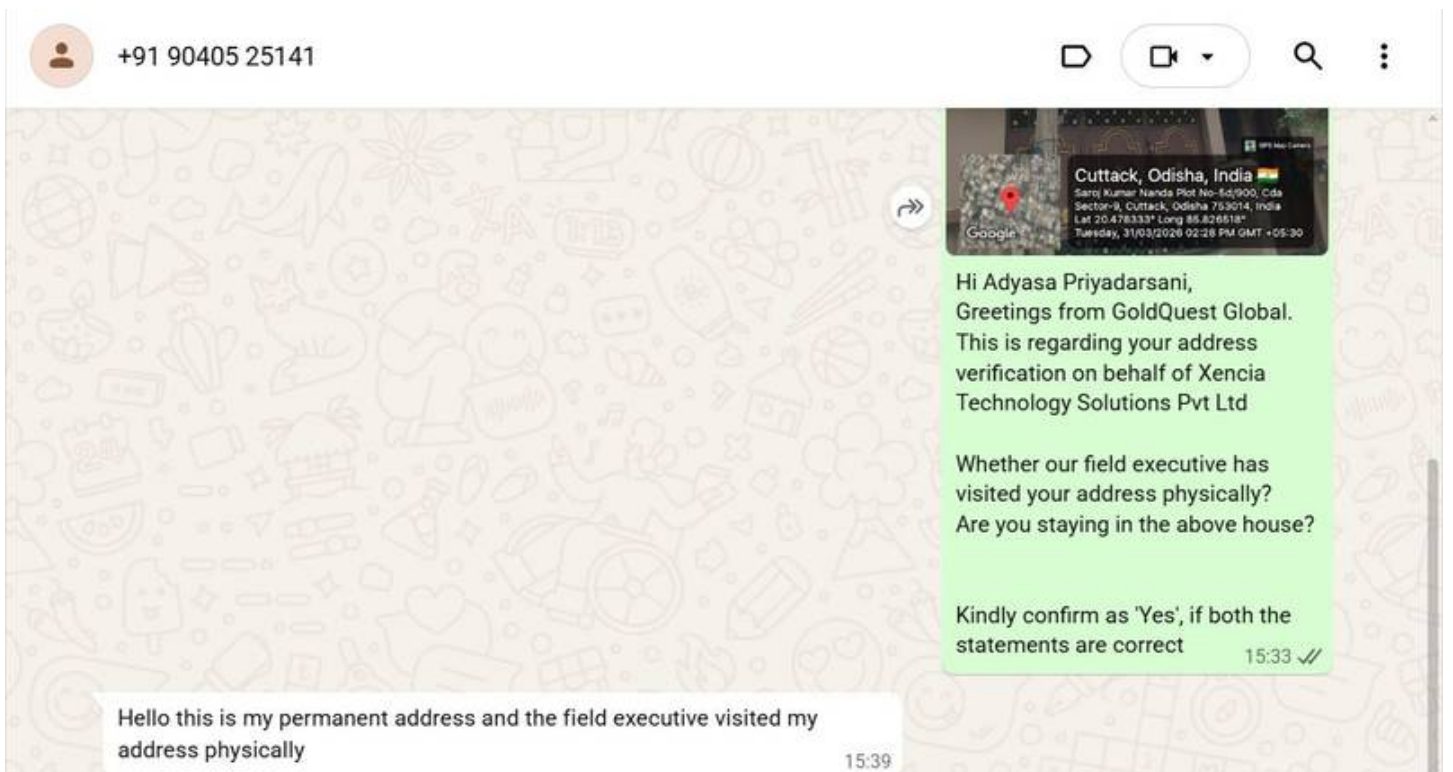 +91 90405 25141
GPS Map Camera
Cuttack, Odisha, India
Saroj Kumar Nanda Plot No-5d/900, Cda
Sector-9, Cuttack, Odisha 753014, India
Lat 20.478333° Long 85.826518°
Tuesday, 31/03/2026 02:28 PM GMT +05:30
Google
Hi Adyasa Priyadarsani,
Greetings from GoldQuest Global.
This is regarding your address
verification on behalf of Xencia
Technology Solutions Pvt Ltd
Whether our field executive has
visited your address physically?
Are you staying in the above house?
Kindly confirm as 'Yes', if both the
statements are correct
15:33
Hello this is my permanent address and the field executive visited my
address physically
15:39